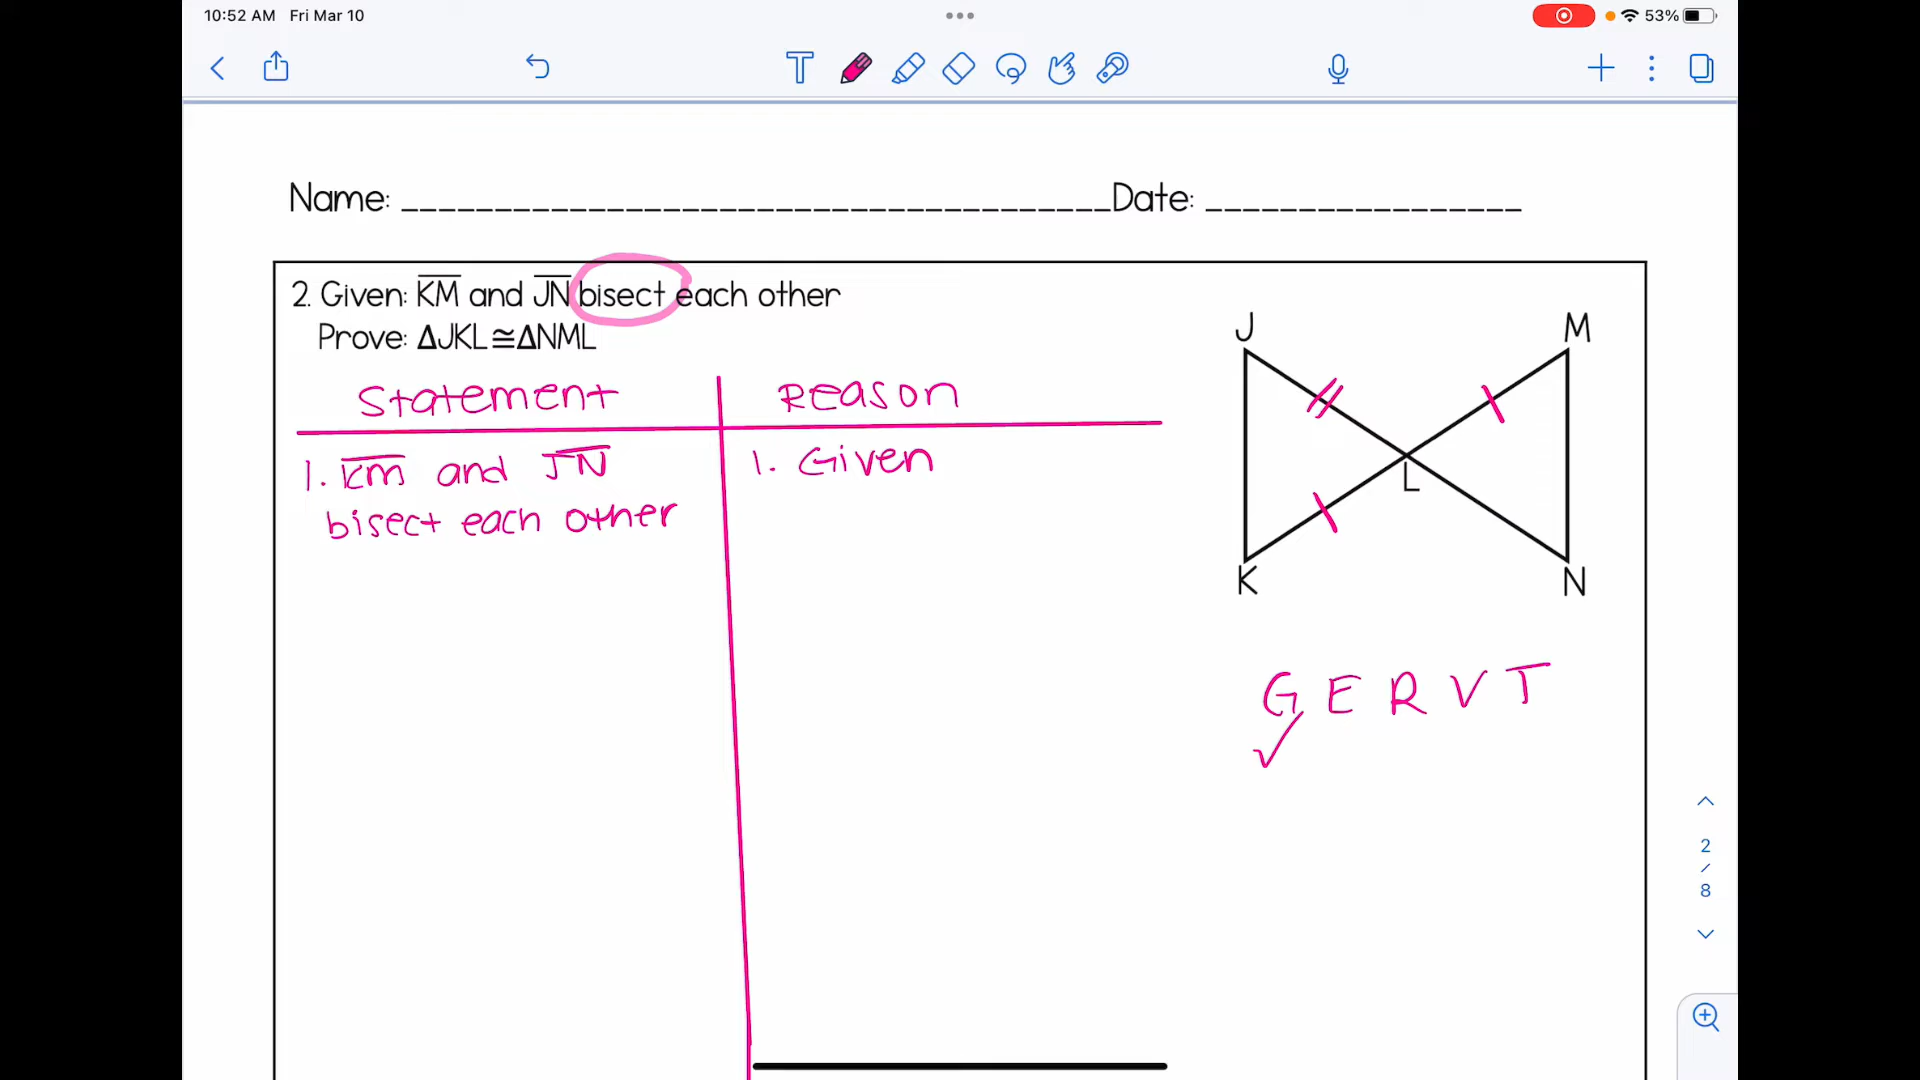 10:52 AM Fri Mar 10
53%
Name: Date:
2. Given: KM and JN bisect each other
Prove: ΔJKL≅ΔNML
Statement Reason
1. KM and JN 1. Given
bisect each other
J M
L
K N
G E R V T
2
/
8